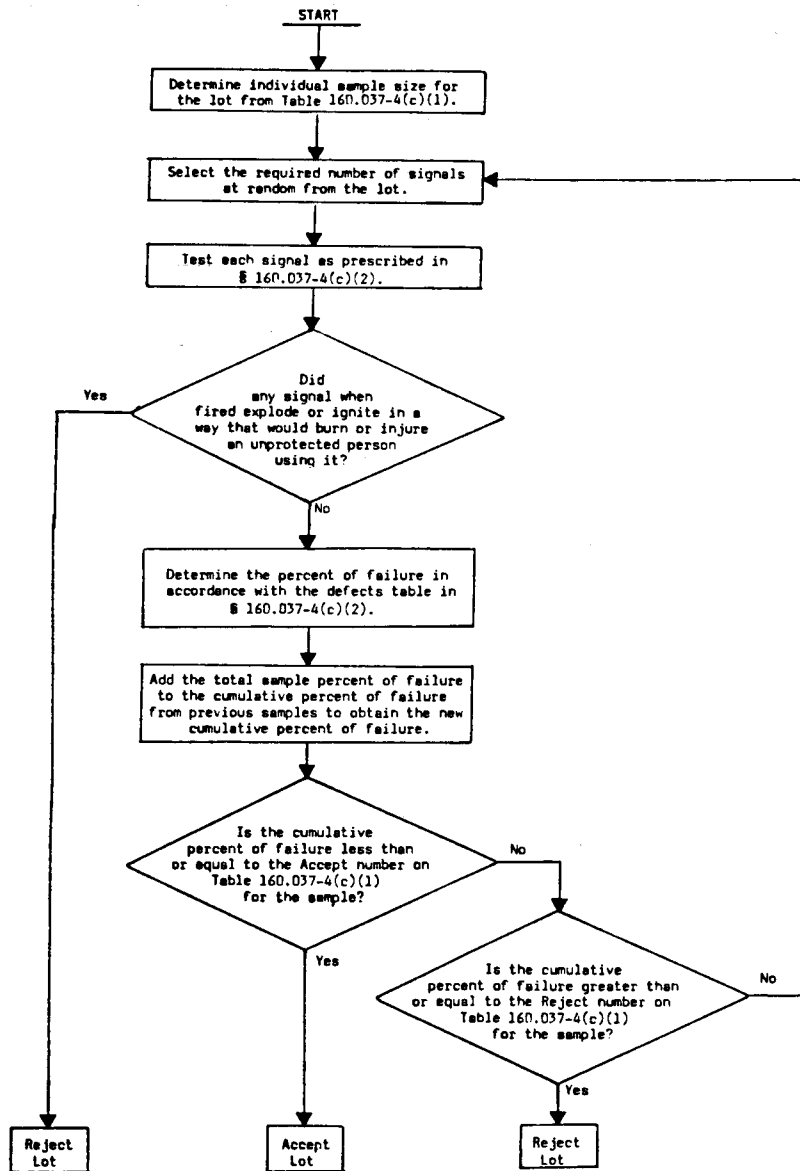 START
Determine individual sample size for
the lot from Table 160.037-4(c)(1).
Select the required number of signals
at random from the lot.
Test each signal as prescribed in
§ 160.037-4(c)(2).
Yes
Did
any signal when
fired explode or ignite in a
way that would burn or injure
an unprotected person
using it?
No
Determine the percent of failure in
accordance with the defects table in
§ 160.037-4(c)(2).
Add the total sample percent of failure
to the cumulative percent of failure
from previous samples to obtain the new
cumulative percent of failure.
Is the cumulative
percent of failure less than
or equal to the Accept number on
Table 160.037-4(c)(1)
for the sample?
No
Yes
Is the cumulative
percent of failure greater than
or equal to the Reject number on
Table 160.037-4(c)(1)
for the sample?
No
Yes
Reject
Lot
Accept
Lot
Reject
Lot